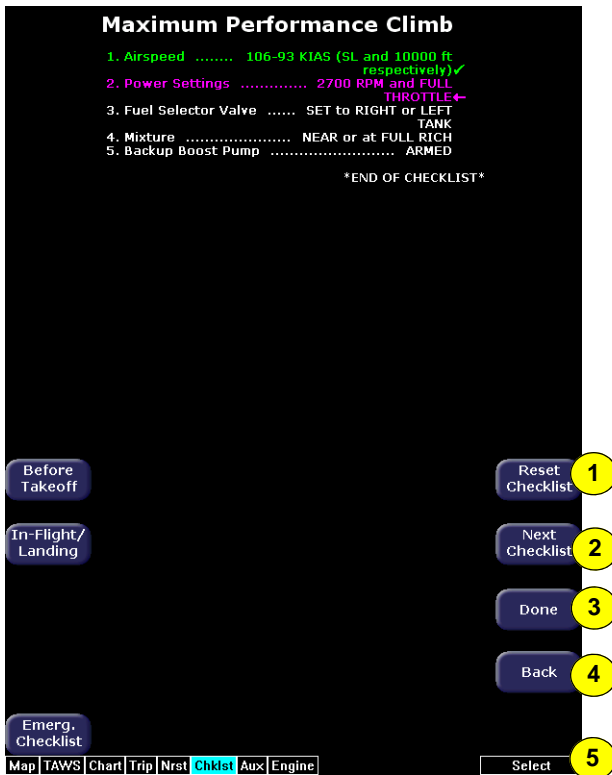 Maximum Performance Climb
1. Airspeed ........ 106-93 KIAS (SL and 10000 ft
respectively)✓
2. Power Settings .............. 2700 RPM and FULL
THROTTLE←
3. Fuel Selector Valve ...... SET to RIGHT or LEFT
TANK
4. Mixture ...................... NEAR or at FULL RICH
5. Backup Boost Pump .......................... ARMED
*END OF CHECKLIST*
Before
Takeoff
Reset
Checklist
1
In-Flight/
Landing
Next
Checklist
2
Done
3
Back
4
Emerg.
Checklist
Map TAWS Chart Trip Nrst Chklst Aux Engine
Select
5